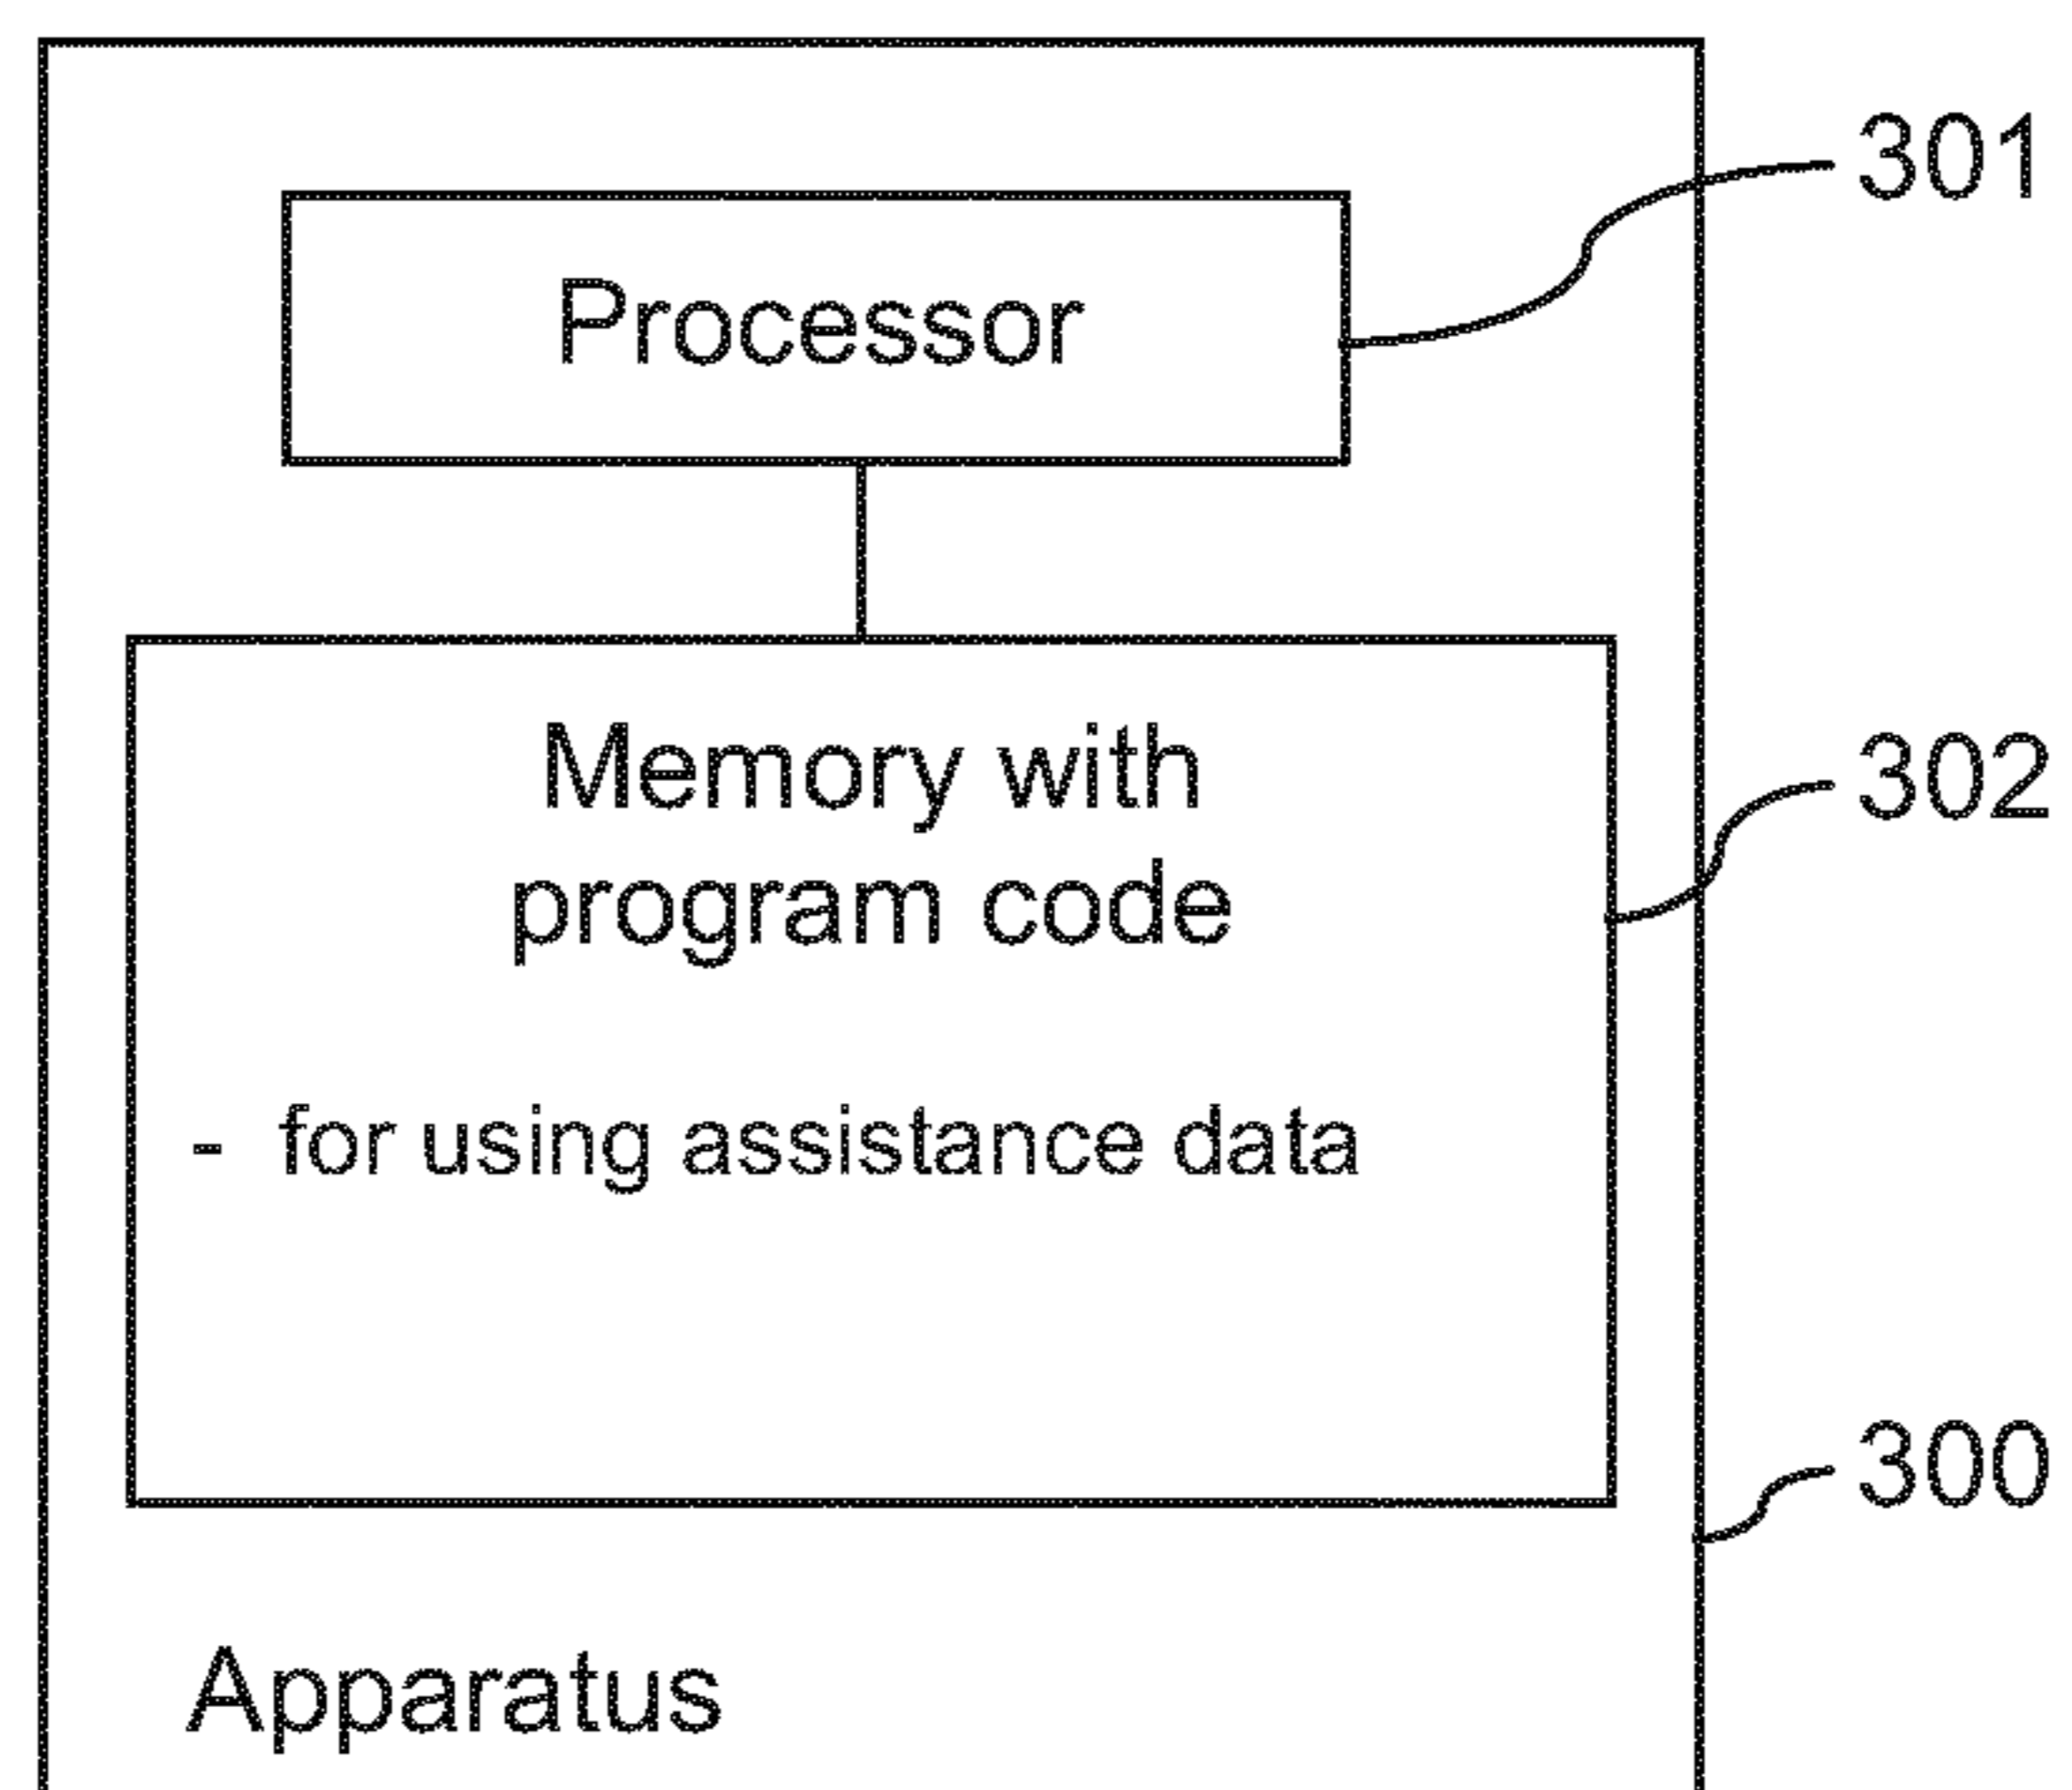 301
Processor
Memory with
302
program code
- for using assistance data
300
Apparatus